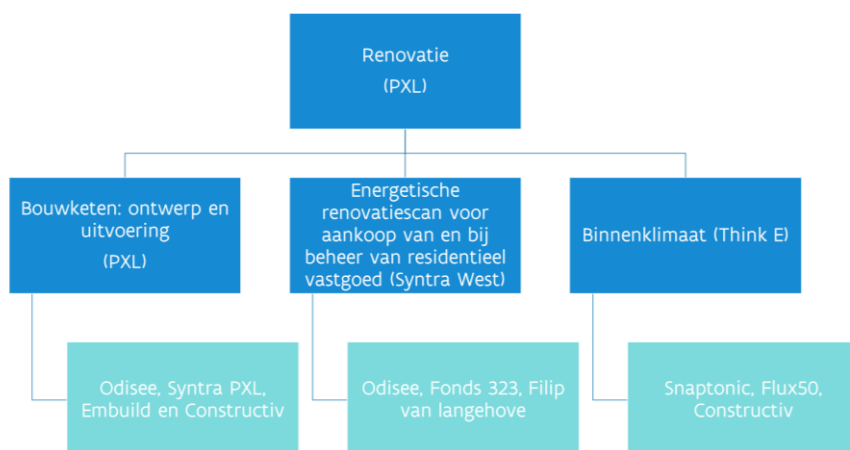 Renovatie
(PXL)
Bouwketen: ontwerp en
uitvoering
(PXL)
Energetische
renovatiescan voor
aankoop van en bij
beheer van residentieel
vastgoed (Syntra West)
Binnenklimaat (Think E)
Odisee, Syntra PXL,
Embuild en Constructiv
Odisee, Fonds 323, Filip
van langehove
Snaptonic, Flux50,
Constructiv